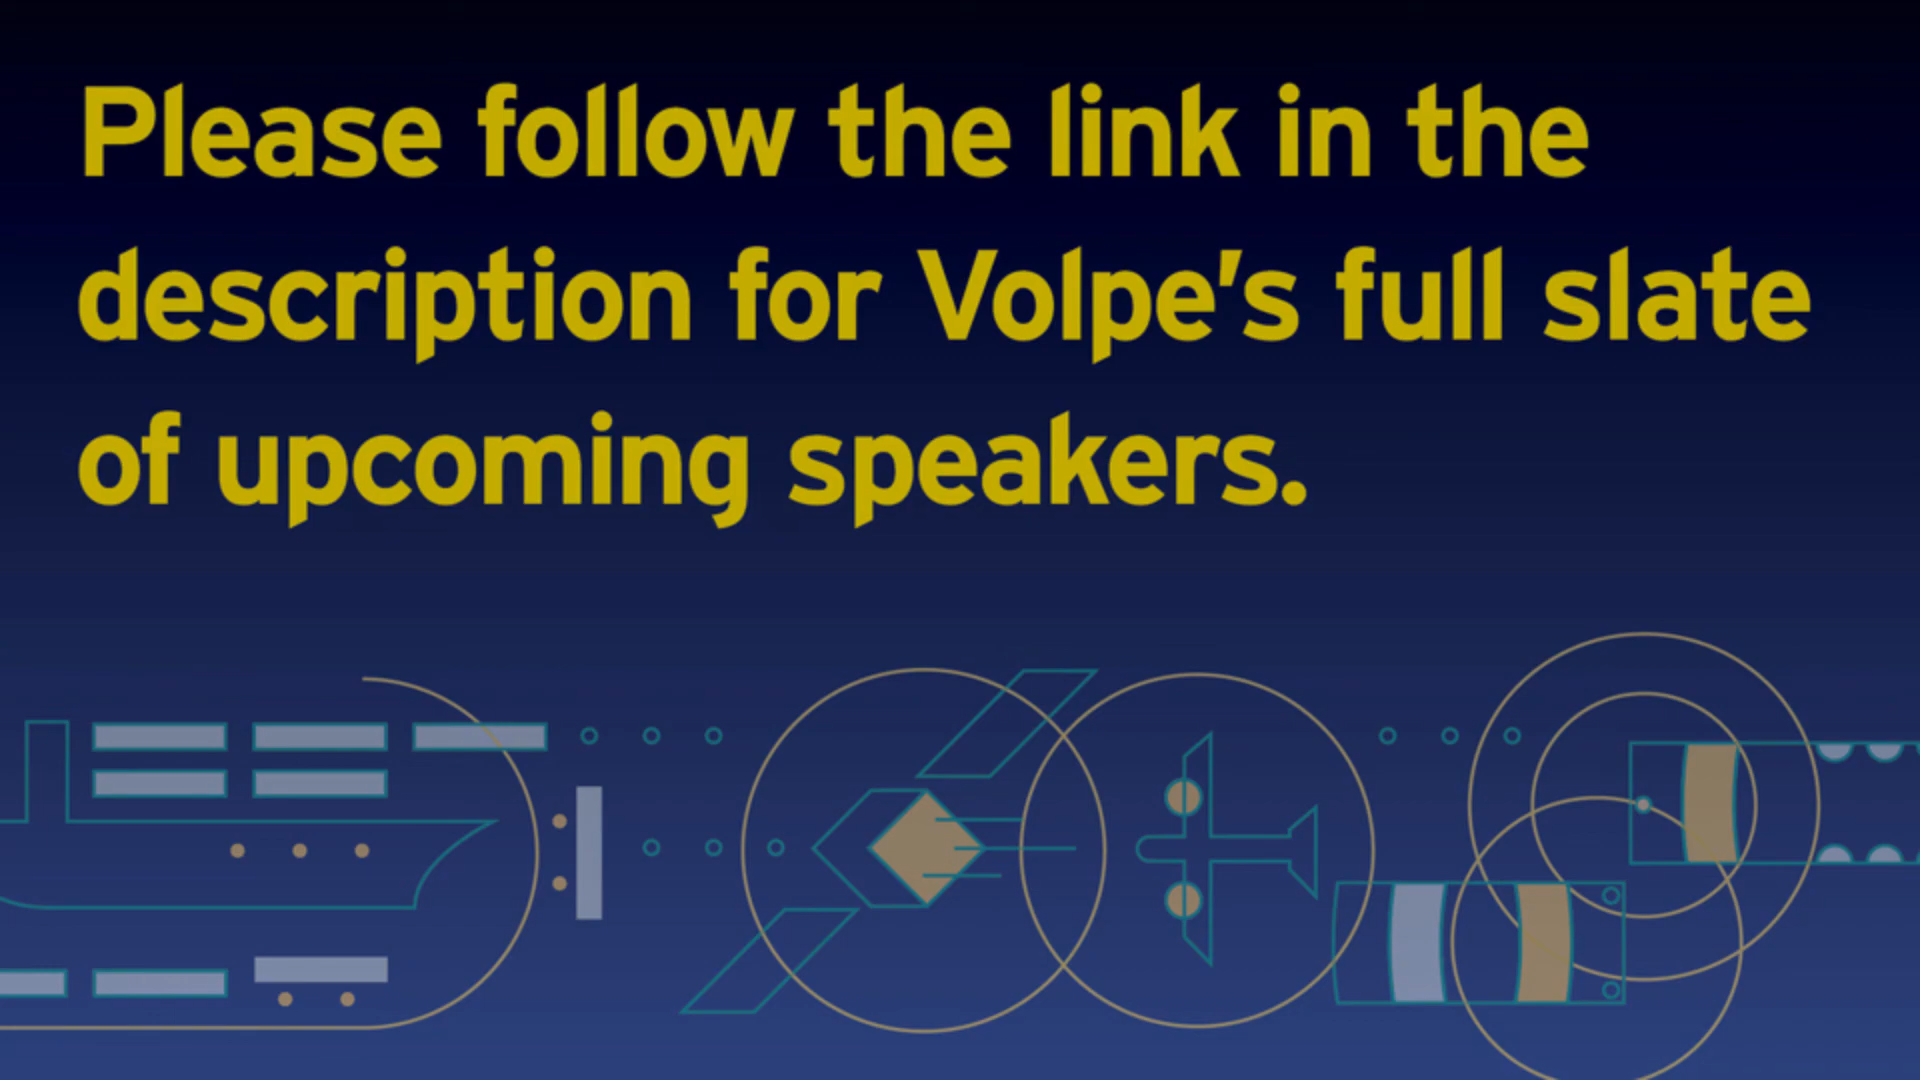 Please follow the link in the
description for Volpe's full slate
of upcoming speakers.